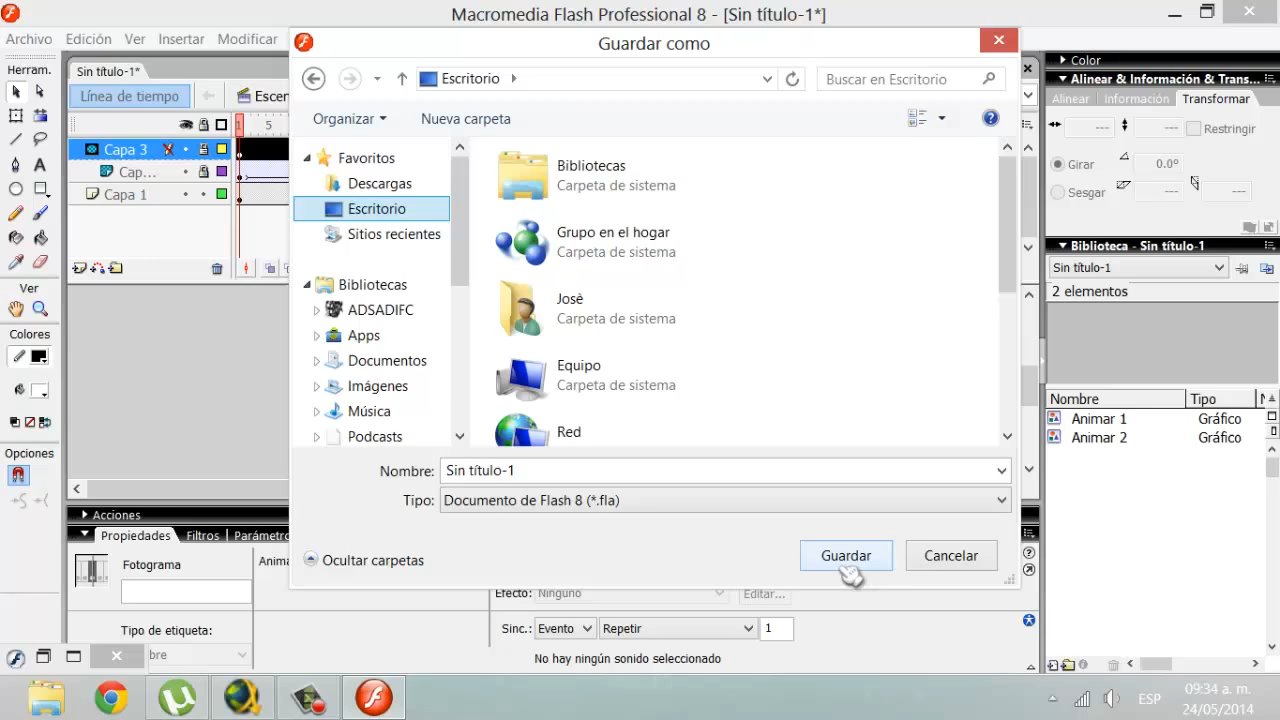 Macromedia Flash Professional 8 - [Sin título-1*]
Archivo Edición Ver Insertar Modificar
Guardar como
Herram.
Sin título-1*
Línea de tiempo
Escen
5
Capa 3
Cap...
Capa 1
Ver
Colores
Opciones
Escritorio
Buscar en Escritorio
Organizar
Nueva carpeta
Favoritos
Descargas
Escritorio
Sitios recientes
Bibliotecas
ADSADIFC
Apps
Documentos
Imágenes
Música
Podcasts
Bibliotecas
Carpeta de sistema
Grupo en el hogar
Carpeta de sistema
Josè
Carpeta de sistema
Equipo
Carpeta de sistema
Red
Nombre: Sin título-1
Tipo: Documento de Flash 8 (*.fla)
Ocultar carpetas
Guardar
Cancelar
Color
Alinear & Información & Trans...
Alinear Información Transformar
--- --- Restringir
Girar 0.0°
Sesgar --- ---
Biblioteca - Sin título-1
Sin título-1
2 elementos
Nombre Tipo
Animar 1 Gráfico
Animar 2 Gráfico
Acciones
Propiedades Filtros Parámetro
Fotograma
Anima
Tipo de etiqueta:
bre
Efecto: Ninguno Editar...
Sinc.: Evento Repetir 1
No hay ningún sonido seleccionado
ESP
09:34 a. m.
24/05/2014